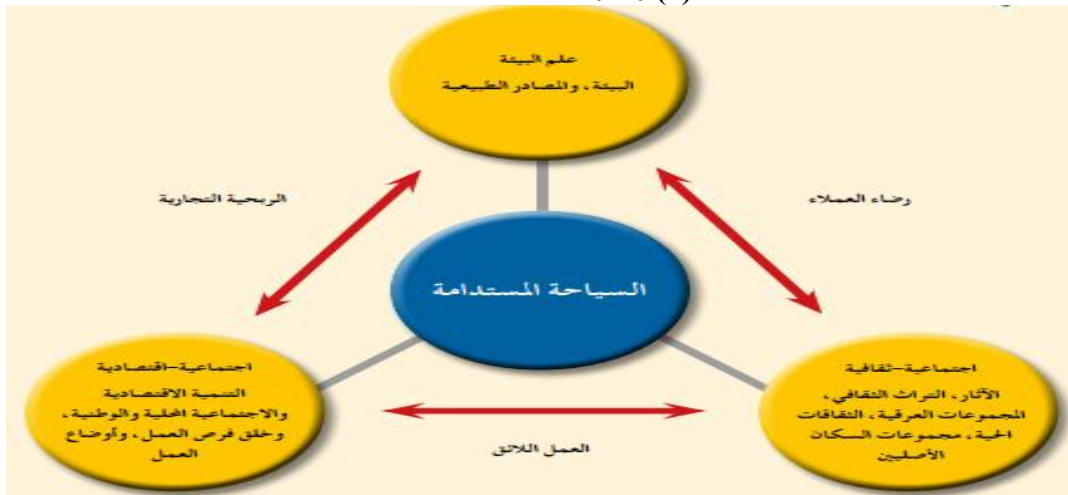 علم البيئة
البيئة، والمصادر الطبيعية
الربحية التجارية
رضاء العملاء
السياحة المستدامة
اجتماعية-اقتصادية
التنمية الاقتصادية
والاجتماعية المحلية والوطنية،
وخلق فرص العمل، وأوضاع
العمل
اجتماعية-ثقافية
الآثار، التراث الثقافي،
المجموعات العرقية، الثقافات
الحية، مجموعات السكان
الأصليين
العمل اللائق